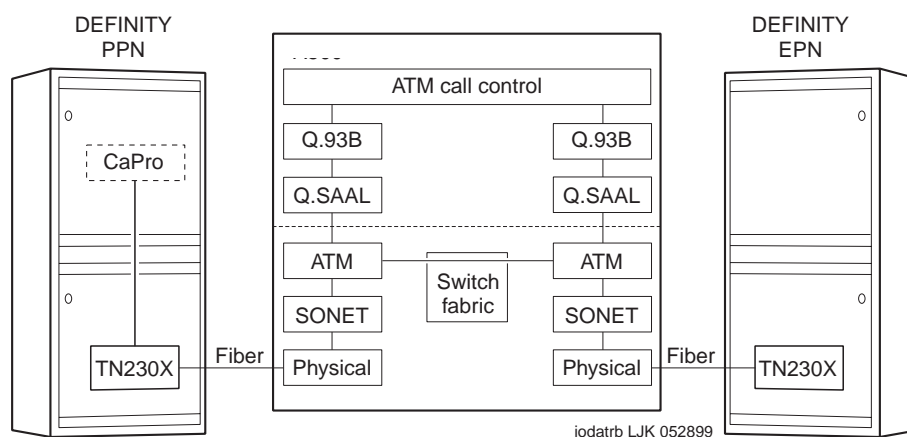 DEFINITY
PPN
DEFINITY
EPN
ATM call control
Q.93B
Q.93B
CaPro
Q.SAAL
Q.SAAL
ATM
Switch
fabric
ATM
SONET
SONET
TN230X
Fiber
Physical
Physical
Fiber
TN230X
iodatrb LJK 052899